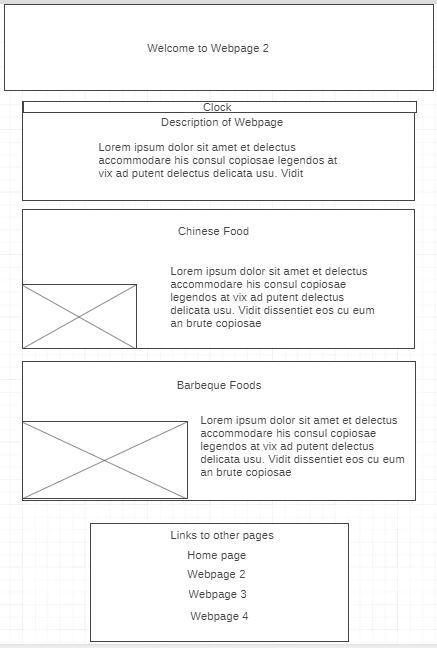 Welcome to Webpage 2
Clock
Description of Webpage
Lorem ipsum dolor sit amet et delectus
accommodare his consul copiosae legendos at
vix ad putent delectus delicata usu. Vidit
Chinese Food
Lorem ipsum dolor sit amet et delectus
accommodare his consul copiosae
legendos at vix ad putent delectus
delicata usu. Vidit dissentiet eos cu eum
an brute copiosae
Barbeque Foods
Lorem ipsum dolor sit amet et delectus
accommodare his consul copiosae
legendos at vix ad putent delectus
delicata usu. Vidit dissentiet eos cu eum
an brute copiosae
Links to other pages
Home page
Webpage 2
Webpage 3
Webpage 4